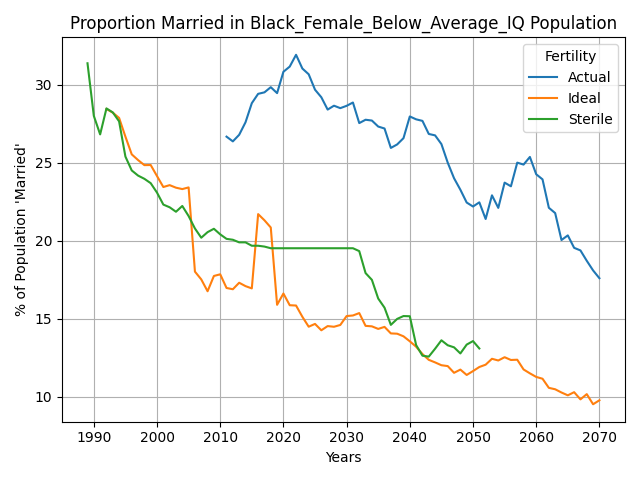 Proportion Married in Black_Female_Below_Average_IQ Population
% of Population 'Married'
30
25
20
15
10
Fertility
Actual
Ideal
Sterile
1990 2000 2010 2020 2030 2040 2050 2060 2070
Years